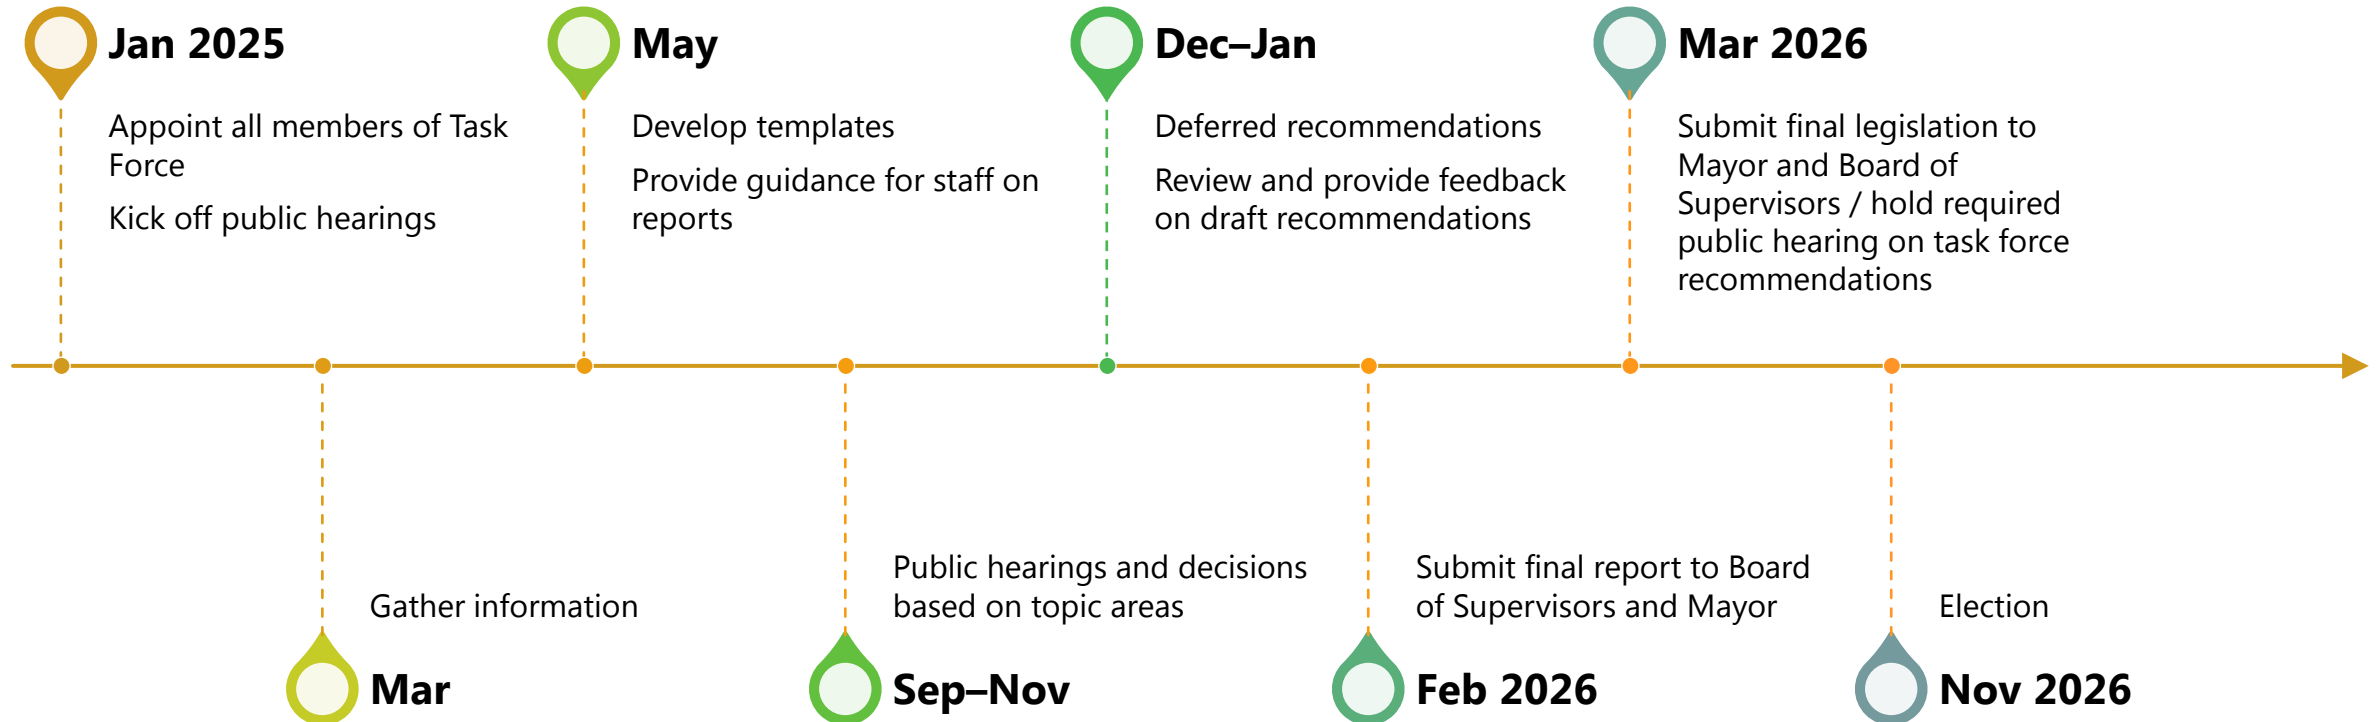 Jan 2025
Appoint all members of Task
Force
Kick off public hearings
May
Develop templates
Provide guidance for staff on
reports
Dec–Jan
Deferred recommendations
Review and provide feedback
on draft recommendations
Mar 2026
Submit final legislation to
Mayor and Board of
Supervisors / hold required
public hearing on task force
recommendations
Gather information
Mar
Public hearings and decisions
based on topic areas
Sep–Nov
Submit final report to Board
of Supervisors and Mayor
Feb 2026
Election
Nov 2026